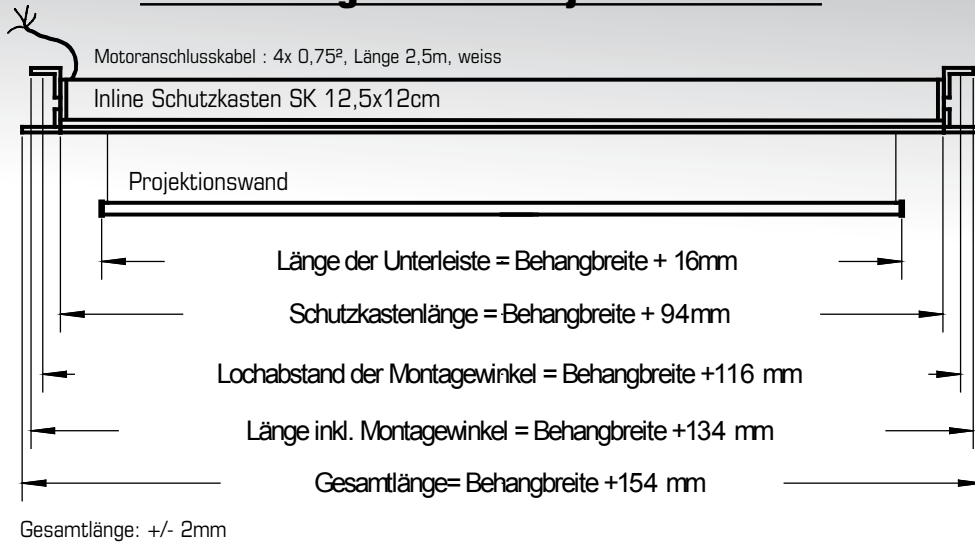 Motoranschlusskabel : 4x 0,75², Länge 2,5m, weiss
Inline Schutzkasten SK 12,5x12cm
Projektionswand
Länge der Unterleiste = Behangbreite + 16mm
Schutzkastenlänge = Behangbreite + 94mm
Lochabstand der Montagewinkel = Behangbreite +116 mm
Länge inkl. Montagewinkel = Behangbreite +134 mm
Gesamtlänge= Behangbreite +154 mm
Gesamtlänge: +/- 2mm